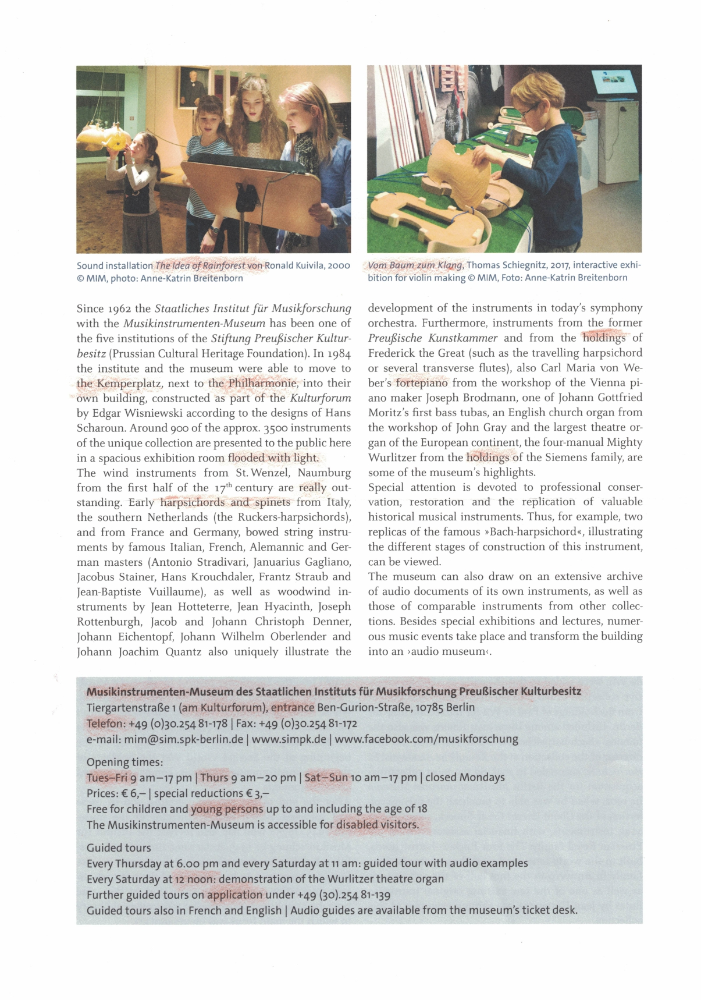 Sound installation The Idea of Rainforest von Ronald Kuivila, 2000
© MIM, photo: Anne-Katrin Breitenborn
Vom Baum zum Klang, Thomas Schiegnitz, 2017, interactive exhi-
bition for violin making © MIM, Foto: Anne-Katrin Breitenborn
Since 1962 the Staatliches Institut für Musikforschung
with the Musikinstrumenten-Museum has been one of
the five institutions of the Stiftung Preußischer Kultur-
besitz (Prussian Cultural Heritage Foundation). In 1984
the institute and the museum were able to move to
the Kemperplatz, next to the Philharmonie, into their
own building, constructed as part of the Kulturforum
by Edgar Wisniewski according to the designs of Hans
Scharoun. Around 900 of the approx. 3500 instruments
of the unique collection are presented to the public here
in a spacious exhibition room flooded with light.
The wind instruments from St. Wenzel, Naumburg
from the first half of the 17th century are really out-
standing. Early harpsichords and spinets from Italy,
the southern Netherlands (the Ruckers-harpsichords),
and from France and Germany, bowed string instru-
ments by famous Italian, French, Alemannic and Ger-
man masters (Antonio Stradivari, Januarius Gagliano,
Jacobus Stainer, Hans Krouchdaler, Frantz Straub and
Jean-Baptiste Vuillaume), as well as woodwind in-
struments by Jean Hotteterre, Jean Hyacinth, Joseph
Rottenburgh, Jacob and Johann Christoph Denner,
Johann Eichentopf, Johann Wilhelm Oberlender and
Johann Joachim Quantz also uniquely illustrate the
development of the instruments in today's symphony
orchestra. Furthermore, instruments from the former
Preußische Kunstkammer and from the holdings of
Frederick the Great (such as the travelling harpsichord
or several transverse flutes), also Carl Maria von We-
ber's fortepiano from the workshop of the Vienna pi-
ano maker Joseph Brodmann, one of Johann Gottfried
Moritz's first bass tubas, an English church organ from
the workshop of John Gray and the largest theatre or-
gan of the European continent, the four-manual Mighty
Wurlitzer from the holdings of the Siemens family, are
some of the museum's highlights.
Special attention is devoted to professional conser-
vation, restoration and the replication of valuable
historical musical instruments. Thus, for example, two
replicas of the famous »Bach-harpsichord«, illustrating
the different stages of construction of this instrument,
can be viewed.
The museum can also draw on an extensive archive
of audio documents of its own instruments, as well as
those of comparable instruments from other collec-
tions. Besides special exhibitions and lectures, numer-
ous music events take place and transform the building
into an ›audio museum‹.
Musikinstrumenten-Museum des Staatlichen Instituts für Musikforschung Preußischer Kulturbesitz
Tiergartenstraße 1 (am Kulturforum), entrance Ben-Gurion-Straße, 10785 Berlin
Telefon: +49 (0)30.254 81-178 | Fax: +49 (0)30.254 81-172
e-mail: mim@sim.spk-berlin.de | www.simpk.de | www.facebook.com/musikforschung
Opening times:
Tues–Fri 9 am–17 pm | Thurs 9 am–20 pm | Sat–Sun 10 am–17 pm | closed Mondays
Prices: € 6,– | special reductions € 3,–
Free for children and young persons up to and including the age of 18
The Musikinstrumenten-Museum is accessible for disabled visitors.
Guided tours
Every Thursday at 6.00 pm and every Saturday at 11 am: guided tour with audio examples
Every Saturday at 12 noon: demonstration of the Wurlitzer theatre organ
Further guided tours on application under +49 (30).254 81-139
Guided tours also in French and English | Audio guides are available from the museum's ticket desk.